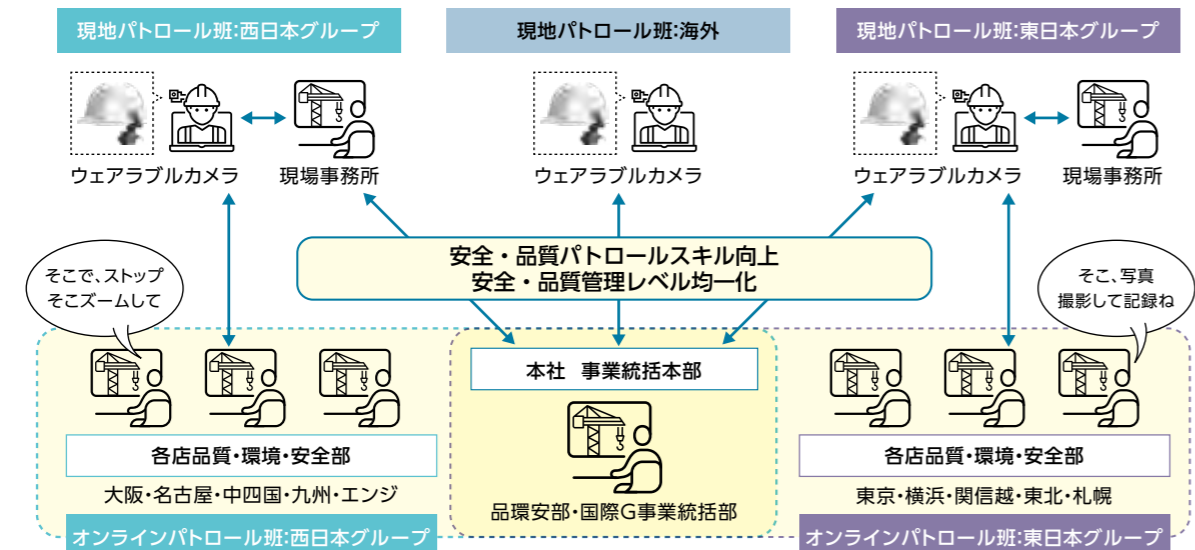 現地パトロール班:西日本グループ
現地パトロール班:海外
現地パトロール班:東日本グループ
ウェアラブルカメラ
現場事務所
ウェアラブルカメラ
ウェアラブルカメラ
現場事務所
安全・品質パトロールスキル向上
安全・品質管理レベル均一化
そこで、ストップ
そこズームして
そこ、写真
撮影して記録ね
本社 事業統括本部
各店品質・環境・安全部
大阪・名古屋・中四国・九州・エンジ
品環安部・国際G事業統括部
各店品質・環境・安全部
東京・横浜・関信越・東北・札幌
オンラインパトロール班:西日本グループ
オンラインパトロール班:東日本グループ